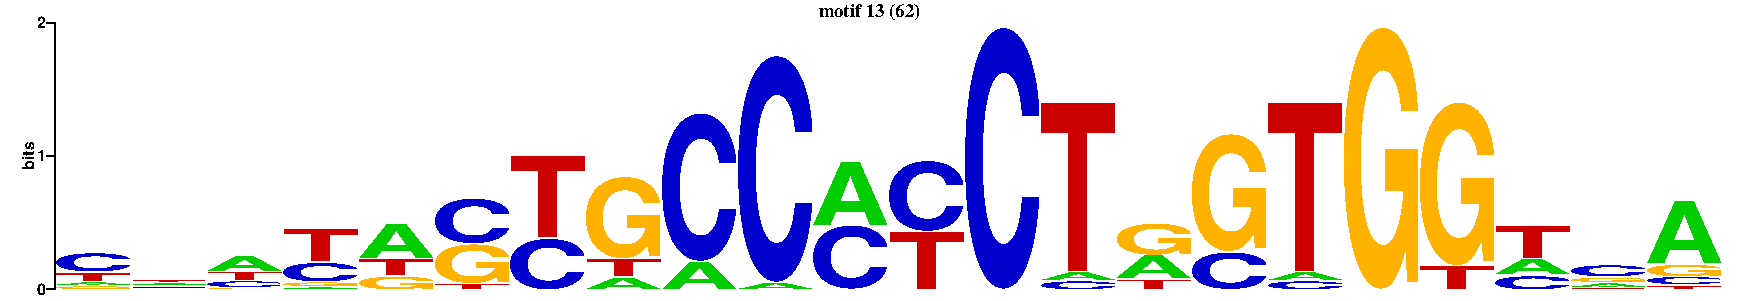 motif 13 (62)
2
bits
1
0
C T A G
A T C
T C G A
A T G
C G T
T C
G T A
C A
C A
A C
C T
C
T A C
G A T
G C
T A C
G
G T
T A C
C G A T
A G C T